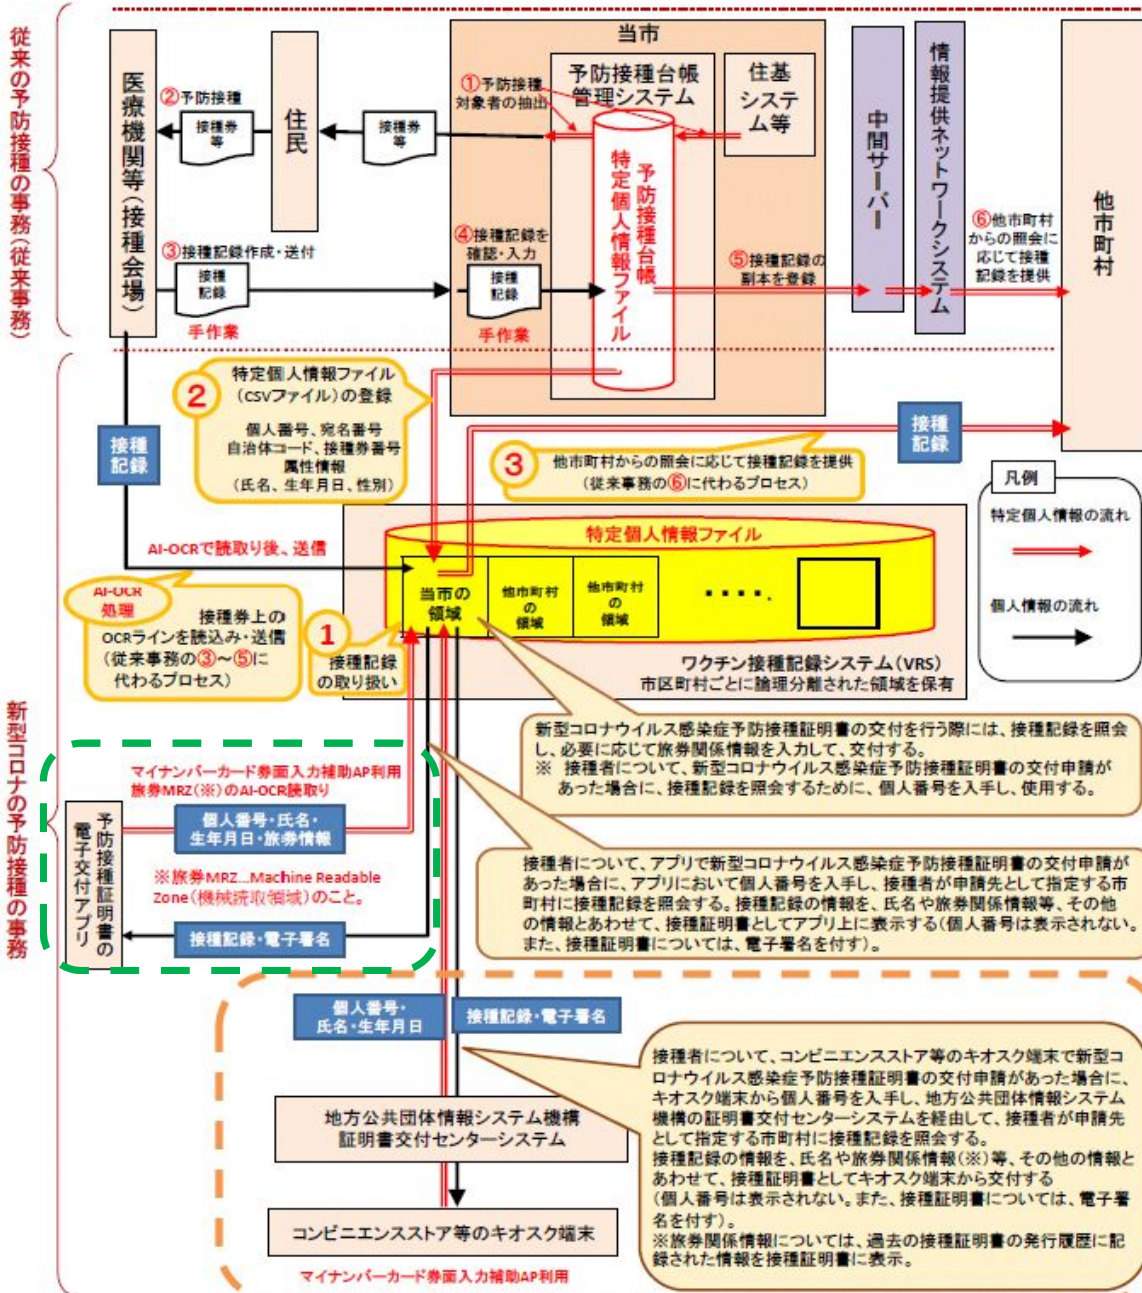 従来の予防接種の事務(従来事務)
医療機関等(接種会場)
②予防接種
接種券
等
住民
接種券
等
当市
①予防接種
対象者の抽出
予防接種台帳
管理システム
住基
システ
ム等
予防接種台帳
特定個人情報ファイル
中間サーバー
情報提供ネットワークシステム
他市町村
③接種記録作成・送付
接種
記録
手作業
④接種記録を
確認・入力
接種
記録
手作業
⑤接種記録の
副本を登録
⑥他市町村
からの照会に
応じて接種
記録を提供
新型コロナの予防接種の事務
接種
記録
②
特定個人情報ファイル
(CSVファイル)の登録
個人番号、宛名番号
自治体コード、接種券番号
属性情報
(氏名、生年月日、性別)
③
他市町村からの照会に応じて接種記録を提供
(従来事務の⑥に代わるプロセス)
接種
記録
凡例
特定個人情報の流れ
個人情報の流れ
AI-OCRで読取り後、送信
AI-OCR
処理
接種券上の
OCRラインを読込み・送信
(従来事務の③～⑤に
代わるプロセス)
①
接種記録
の取り扱い
特定個人情報ファイル
当市の
領域
他市町村
の
領域
他市町村
の
領域
・・・・.
ワクチン接種記録システム(VRS)
市区町村ごとに論理分離された領域を保有
新型コロナウイルス感染症予防接種証明書の交付を行う際には、接種記録を照会
し、必要に応じて旅券関係情報を入力して、交付する。
※ 接種者について、新型コロナウイルス感染症予防接種証明書の交付申請が
あった場合に、接種記録を照会するために、個人番号を入手し、使用する。
マイナンバーカード券面入力補助AP利用
旅券MRZ(※)のAI-OCR読取り
予防接種証明書の
電子交付アプリ
個人番号・氏名・
生年月日・旅券情報
※旅券MRZ…Machine Readable
Zone(機械読取領域)のこと。
接種記録・電子署名
接種者について、アプリで新型コロナウイルス感染症予防接種証明書の交付申請が
あった場合に、アプリにおいて個人番号を入手し、接種者が申請先として指定する市
町村に接種記録を照会する。接種記録の情報を、氏名や旅券関係情報等、その他
の情報とあわせて、接種証明書としてアプリ上に表示する(個人番号は表示されない。
また、接種証明書については、電子署名を付す)。
個人番号・
氏名・生年月日
接種記録・電子署名
地方公共団体情報システム機構
証明書交付センターシステム
コンビニエンスストア等のキオスク端末
マイナンバーカード券面入力補助AP利用
接種者について、コンビニエンスストア等のキオスク端末で新型コ
ロナウイルス感染症予防接種証明書の交付申請があった場合に、
キオスク端末から個人番号を入手し、地方公共団体情報システム
機構の証明書交付センターシステムを経由して、接種者が申請先
として指定する市町村に接種記録を照会する。
接種記録の情報を、氏名や旅券関係情報(※)等、その他の情報と
あわせて、接種証明書としてキオスク端末から交付する
(個人番号は表示されない。また、接種証明書については、電子署
名を付す)。
※旅券関係情報については、過去の接種証明書の発行履歴に記
録された情報を接種証明書に表示。